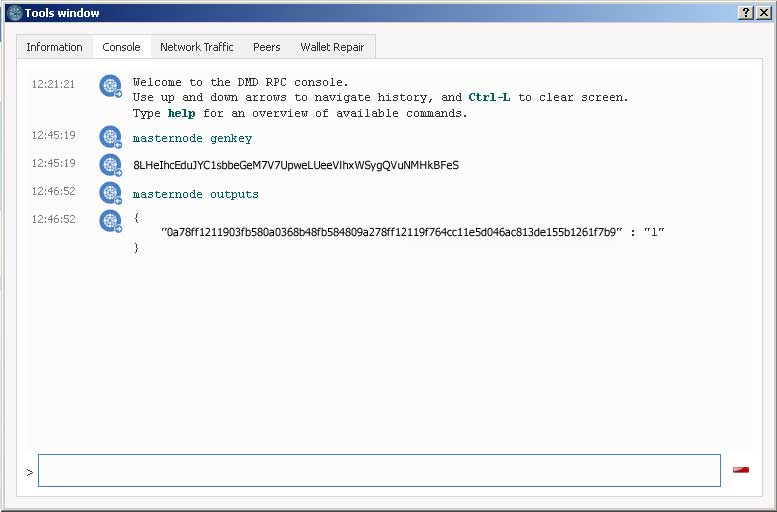 Tools window
Information Console Network Traffic Peers Wallet Repair
12:21:21 Welcome to the DMD RPC console.
Use up and down arrows to navigate history, and Ctrl-L to clear screen.
Type help for an overview of available commands.
12:45:19 masternode genkey
12:45:19 8LHeIhcEduJYC1sbbeGeM7V7UpweLUeeVlhxWSygQVuNMHkBFeS
12:46:52 masternode outputs
12:46:52 {
"0a78ff1211903fb580a0368b48fb584809a278ff12119f764cc11e5d046ac813de155b1261f7b9" : "1"
}
>